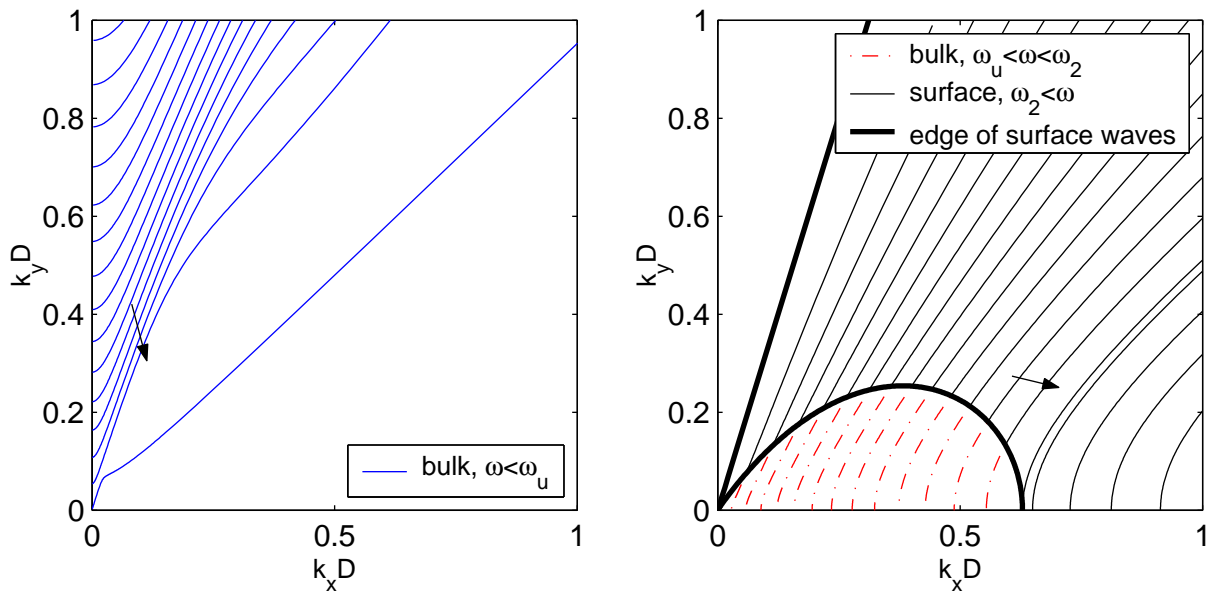 1
0.8
0.6
0.4
0.2
0
k_yD
0
0.5
1
k_xD
bulk, ω<ω_u
1
0.8
0.6
0.4
0.2
0
k_yD
0
0.5
1
k_xD
bulk, ω_u<ω<ω_2
surface, ω_2<ω
edge of surface waves